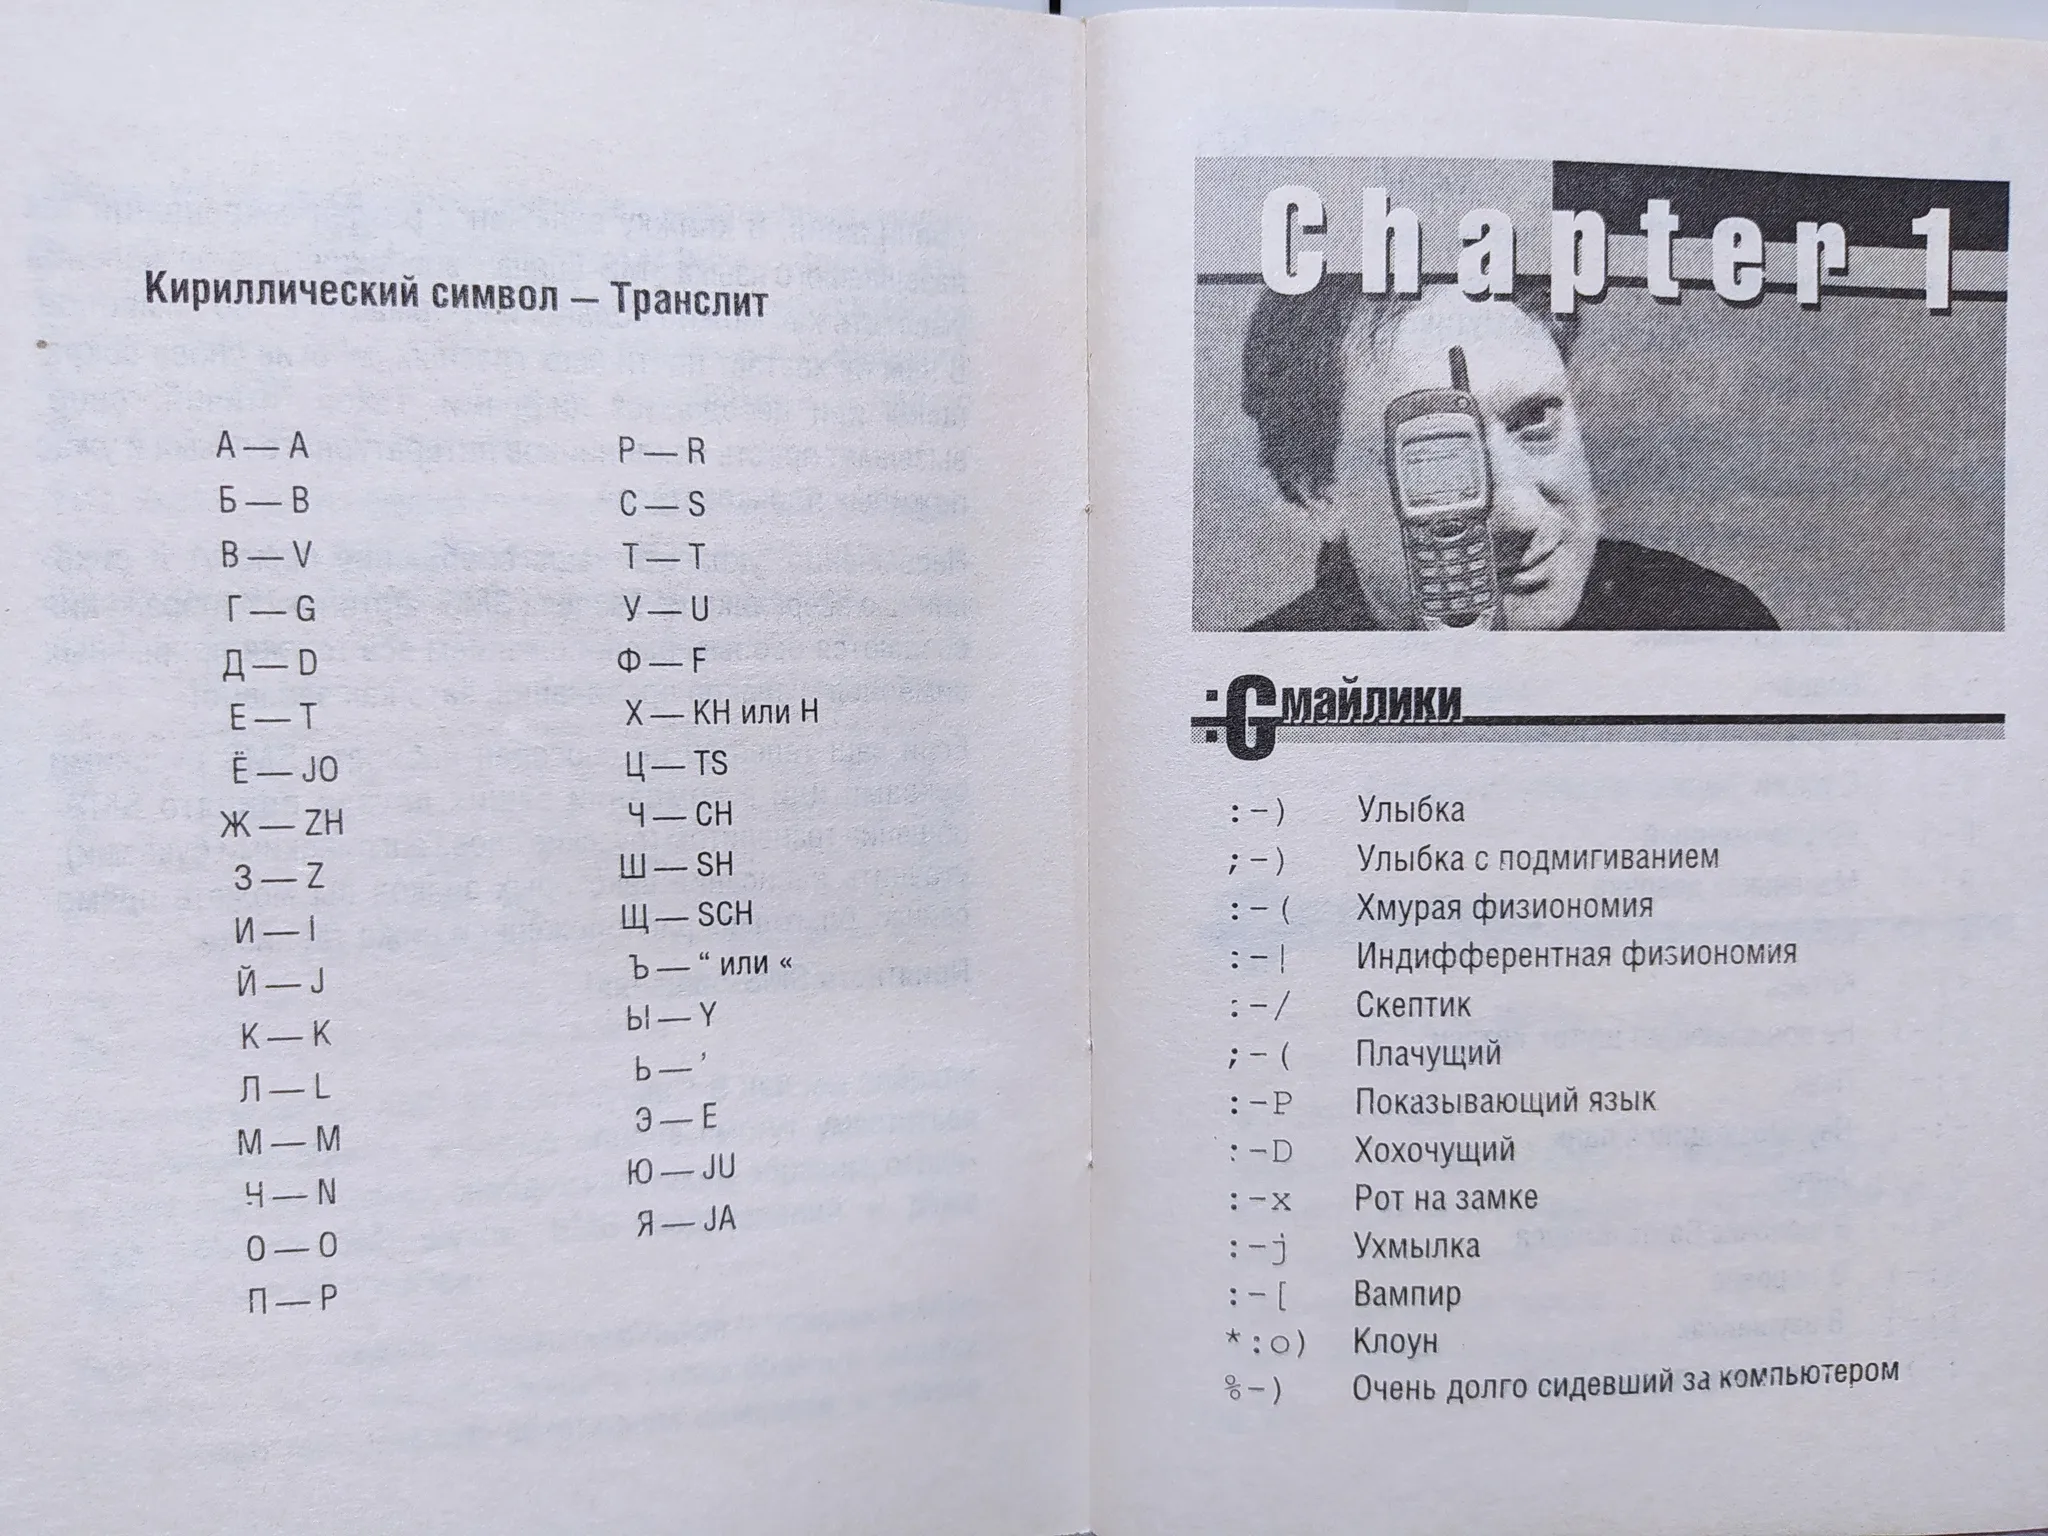 Кириллический символ — Транслит
А — A
Б — B
В — V
Г — G
Д — D
Е — T
Ё — JO
Ж — ZH
З — Z
И — I
Й — J
К — K
Л — L
М — M
Ч — N
О — O
П — P
Р — R
С — S
Т — T
У — U
Ф — F
Х — KH или H
Ц — TS
Ч — CH
Ш — SH
Щ — SCH
Ъ — “ или «
Ы — Y
Ь — ’
Э — E
Ю — JU
Я — JA
Chapter 1
:Смайлики
:-) Улыбка
;-) Улыбка с подмигиванием
:-( Хмурая физиономия
:-| Индифферентная физиономия
:-/ Скептик
;-( Плачущий
:-P Показывающий язык
:-D Хохочущий
:-x Рот на замке
:-j Ухмылка
:-[ Вампир
*:o) Клоун
%-) Очень долго сидевший за компьютером